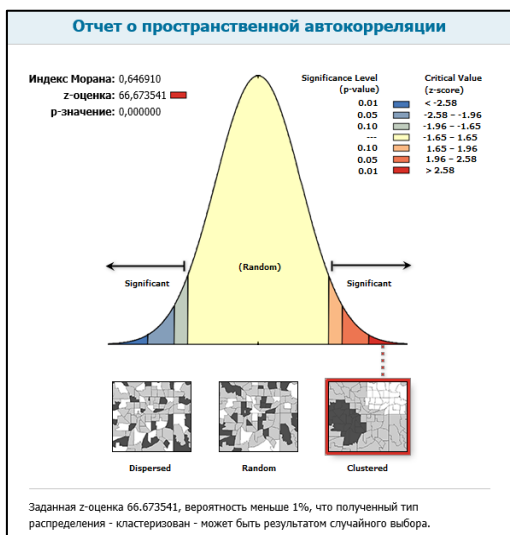 Отчет о пространственной автокорреляции
Индекс Морана: 0,646910
z-оценка: 66,673541
p-значение: 0,000000
Significance Level
(p-value)
Critical Value
(z-score)
0.01 < -2.58
0.05 -2.58 – -1.96
0.10 -1.96 – -1.65
--- -1.65 – 1.65
0.10 1.65 – 1.96
0.05 1.96 – 2.58
0.01 > 2.58
Significant
(Random)
Significant
Dispersed
Random
Clustered
Заданная z-оценка 66.673541, вероятность меньше 1%, что полученный тип
распределения - кластеризован - может быть результатом случайного выбора.